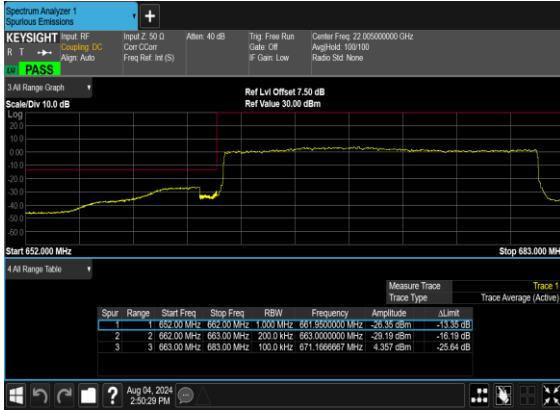 Spectrum Analyzer 1
Spurious Emissions
+
KEYSIGHT Input: RF Input Z: 50 Ω Atten: 40 dB Trig: Free Run Center Freq: 22.005000000 GHz
R T Coupling: DC Corr CCorr Gate: Off Avg|Hold: 100/100
Align: Auto Freq Ref: Int (S) IF Gain: Low Radio Std: None
PASS
3 All Range Graph
Ref Lvl Offset 7.50 dB
Scale/Div 10.0 dB Ref Value 30.00 dBm
Log
20.0
10.0
0.00
-10.0
-20.0
-30.0
-40.0
-50.0
-60.0
Start 652.000 MHz Stop 683.000 MH
4 All Range Table
Measure Trace Trace 1
Trace Type Trace Average (Active)
Spur Range Start Freq Stop Freq RBW Frequency Amplitude ΔLimit
1 1 652.00 MHz 662.00 MHz 1.000 MHz 661.9500000 MHz -26.35 dBm -13.35 dB
2 2 662.00 MHz 663.00 MHz 200.0 kHz 663.0000000 MHz -29.19 dBm -16.19 dB
3 3 663.00 MHz 683.00 MHz 100.0 kHz 671.1666667 MHz 4.357 dBm -25.64 dB
?
Aug 04, 2024
2:50:29 PM